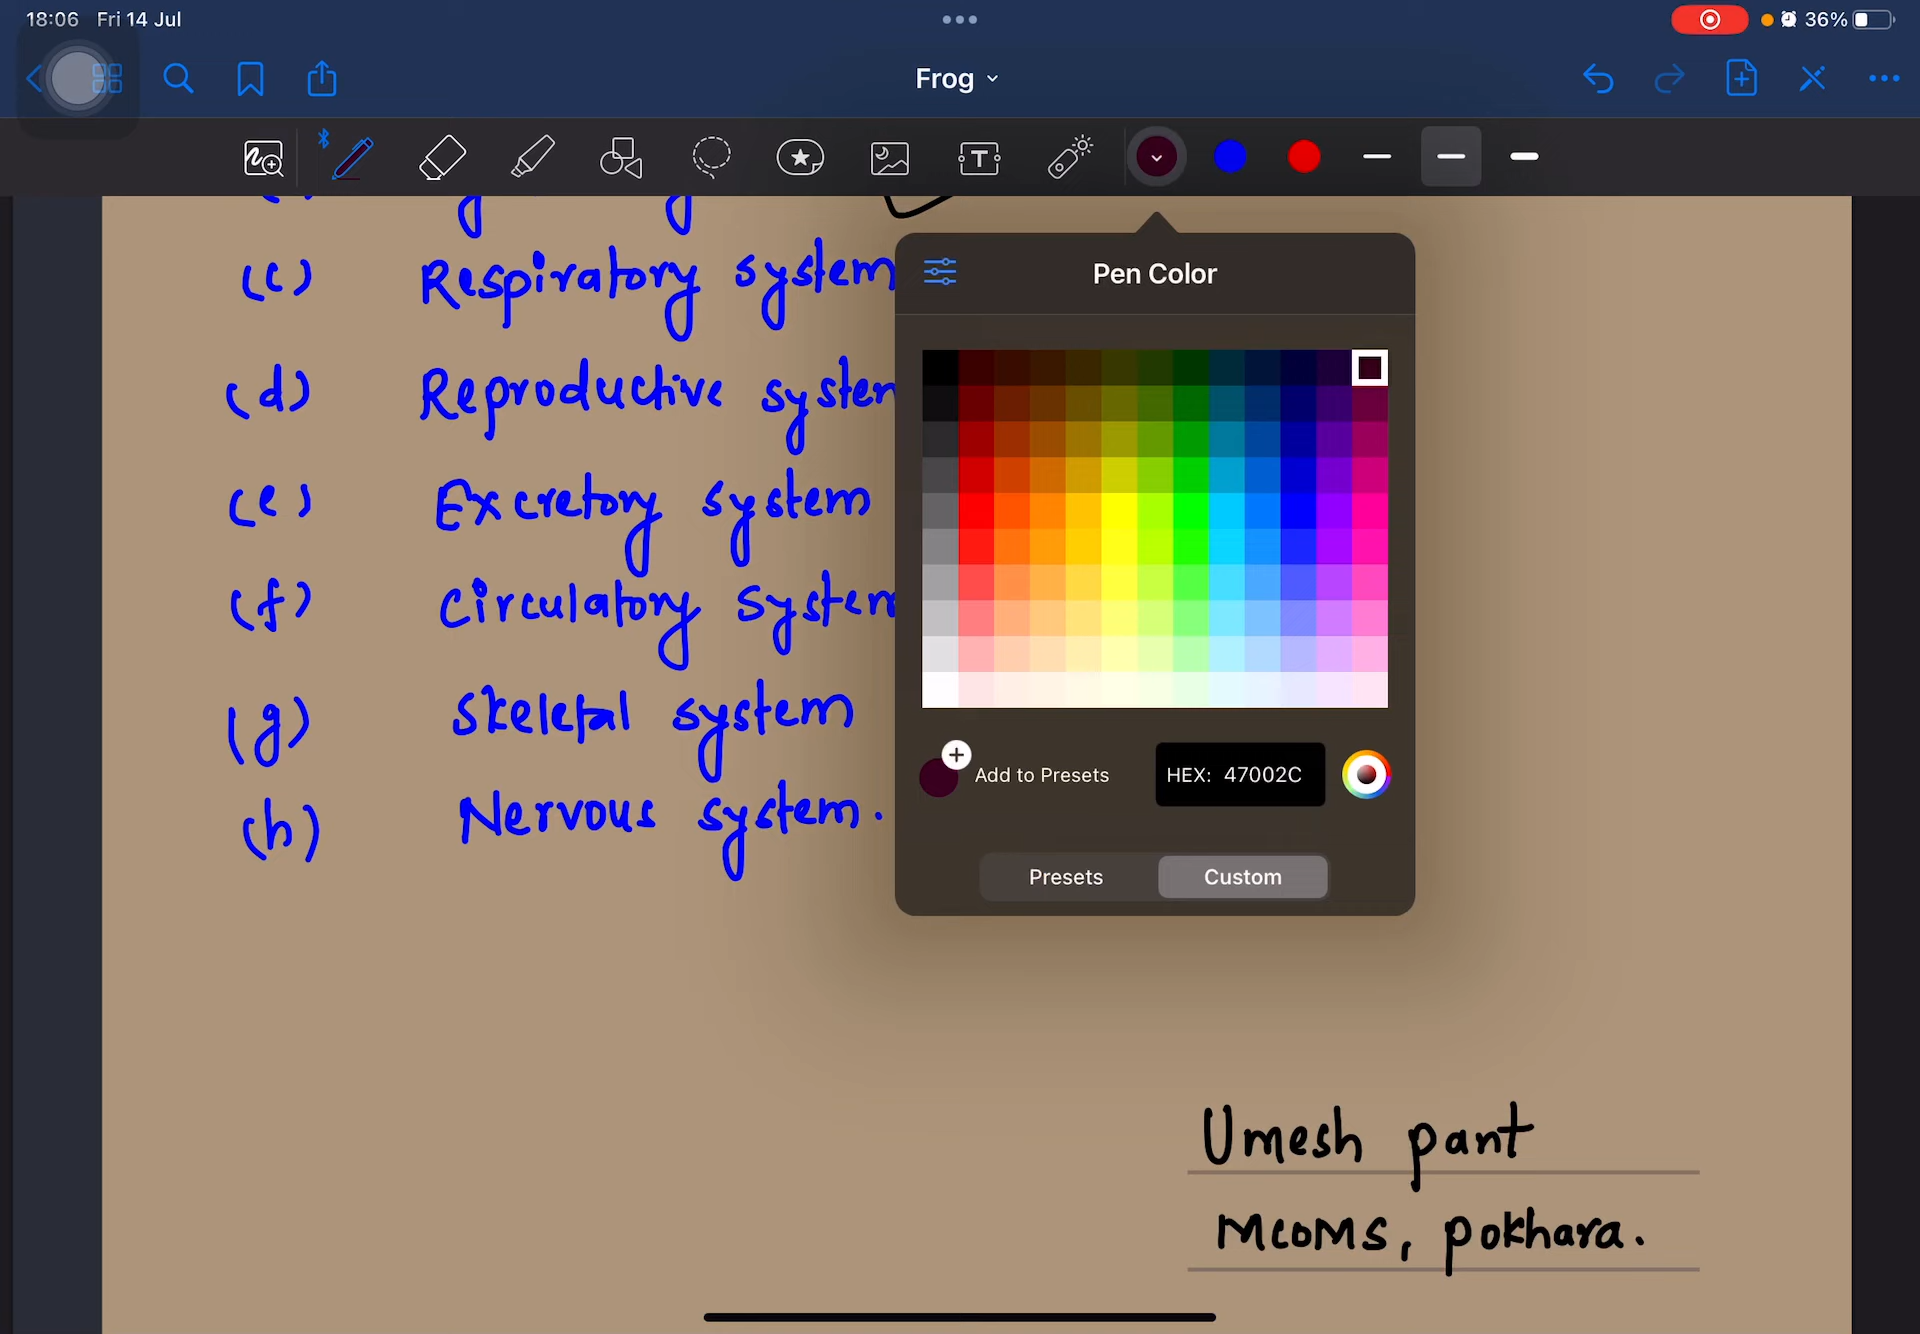 18:06 Fri 14 Jul
36%
Frog
T
(c) Respiratory system
(d) Reproductive
(e) Excretory system
(f) Circulatory system
(g) Skeletal system
(h) Nervous system.
Pen Color
Add to Presets
HEX: 47002C
Presets
Custom
Umesh pant
MCOMS, pokhara.